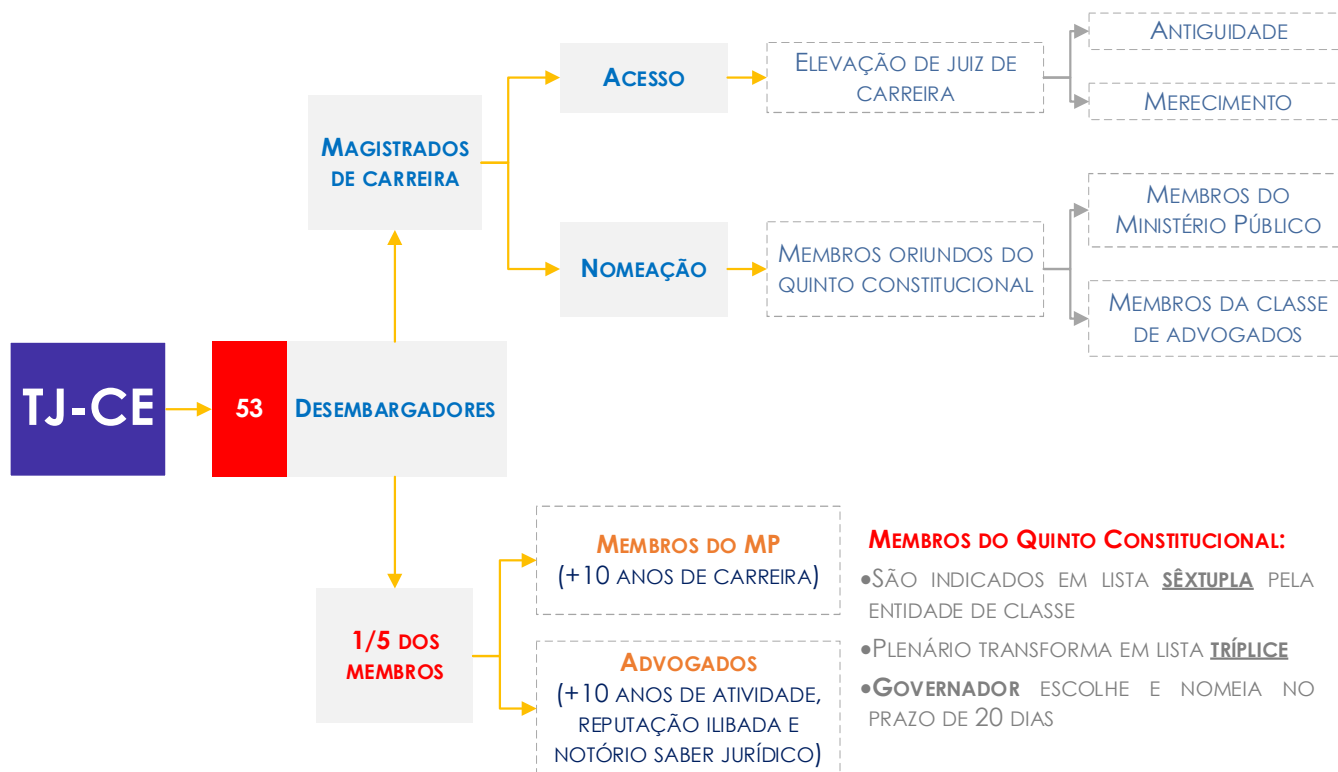 TJ-CE
53
DESEMBARGADORES
MAGISTRADOS
DE CARREIRA
ACESSO
ELEVAÇÃO DE JUIZ DE
CARREIRA
ANTIGUIDADE
MERECIMENTO
NOMEAÇÃO
MEMBROS ORIUNDOS DO
QUINTO CONSTITUCIONAL
MEMBROS DO
MINISTÉRIO PÚBLICO
MEMBROS DA CLASSE
DE ADVOGADOS
1/5 DOS
MEMBROS
MEMBROS DO MP
(+10 ANOS DE CARREIRA)
ADVOGADOS
(+10 ANOS DE ATIVIDADE,
REPUTAÇÃO ILIBADA E
NOTÓRIO SABER JURÍDICO)
MEMBROS DO QUINTO CONSTITUCIONAL:
•SÃO INDICADOS EM LISTA SÊXTUPLA PELA
ENTIDADE DE CLASSE
•PLENÁRIO TRANSFORMA EM LISTA TRÍPLICE
•GOVERNADOR ESCOLHE E NOMEIA NO
PRAZO DE 20 DIAS